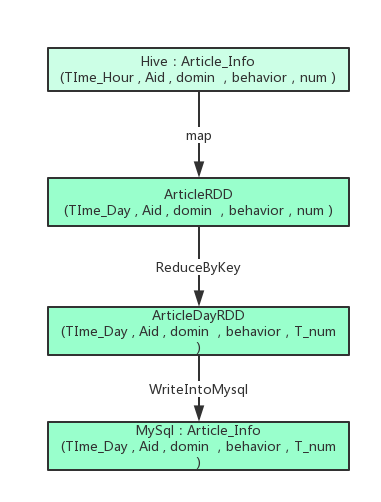 Hive : Article_Info
(TIme_Hour , Aid , domin , behavior , num )
map
ArticleRDD
(TIme_Day , Aid , domin , behavior , num )
ReduceByKey
ArticleDayRDD
(TIme_Day , Aid , domin , behavior , T_num
)
WriteIntoMysql
MySql : Article_Info
(TIme_Day , Aid , domin , behavior , T_num
)